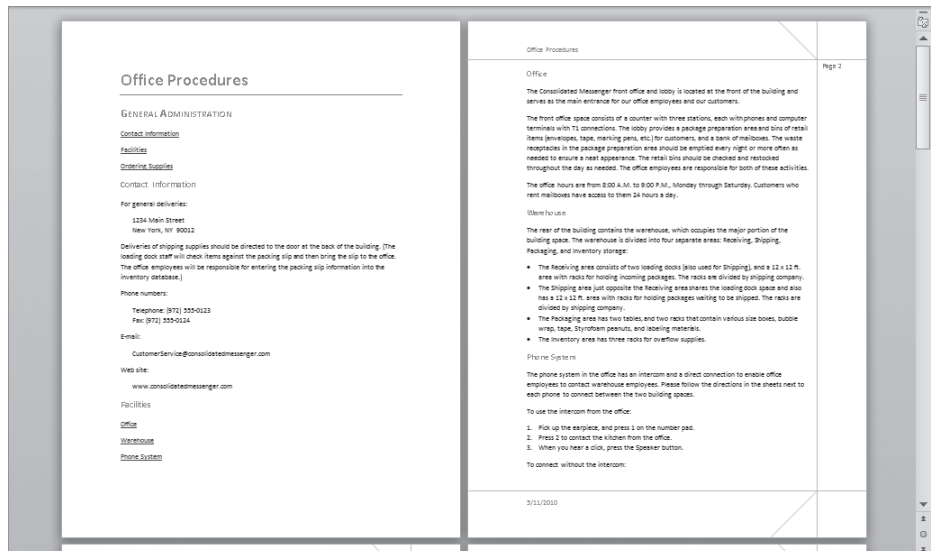 Office Procedures
GENERAL ADMINISTRATION
Contact Information
Facilities
Ordering Supplies
Contact Information
For general deliveries:
1234 Main Street
New York, NY 90012
Deliveries of shipping supplies should be directed to the door at the back of the building. (The
loading dock staff will check items against the packing slip and then bring the slip to the office.
The office employees will be responsible for entering the packing slip information into the
inventory database.)
Phone numbers:
Telephone: (972) 555-0123
Fax: (972) 555-0124
E-mail:
CustomerService@consolidatedmessenger.com
Web site:
www.consolidatedmessenger.com
Facilities
Office
Warehouse
Phone System
Office Procedures
Page 2
Office
The Consolidated Messenger front office and lobby is located at the front of the building and
serves as the main entrance for our office employees and our customers.
The front office space consists of a counter with three stations, each with phones and computer
terminals with T1 connections. The lobby provides a package preparation area and bins of retail
items (envelopes, tape, marking pens, etc.) for customers, and a bank of mailboxes. The waste
receptacles in the package preparation area should be emptied every night or more often as
needed to ensure a neat appearance. The retail bins should be checked and restocked
throughout the day as needed. The office employees are responsible for both of these activities.
The office hours are from 8:00 A.M. to 9:00 P.M., Monday through Saturday. Customers who
rent mailboxes have access to them 24 hours a day.
Warehouse
The rear of the building contains the warehouse, which occupies the major portion of the
building space. The warehouse is divided into four separate areas: Receiving, Shipping,
Packaging, and Inventory storage:
• The Receiving area consists of two loading docks (also used for Shipping), and a 12 x 12 ft.
area with racks for holding incoming packages. The racks are divided by shipping company.
• The Shipping area just opposite the Receiving area shares the loading dock space and also
has a 12 x 12 ft. area with racks for holding packages waiting to be shipped. The racks are
divided by shipping company.
• The Packaging area has two tables, and two racks that contain various size boxes, bubble
wrap, tape, Styrofoam peanuts, and labeling materials.
• The Inventory area has three racks for overflow supplies.
Phone System
The phone system in the office has an intercom and a direct connection to enable office
employees to contact warehouse employees. Please follow the directions in the sheets next to
each phone to connect between the two building spaces.
To use the intercom from the office:
1. Pick up the earpiece, and press 1 on the number pad.
2. Press 2 to contact the kitchen from the office.
3. When you hear a click, press the Speaker button.
To connect without the intercom:
5/11/2010